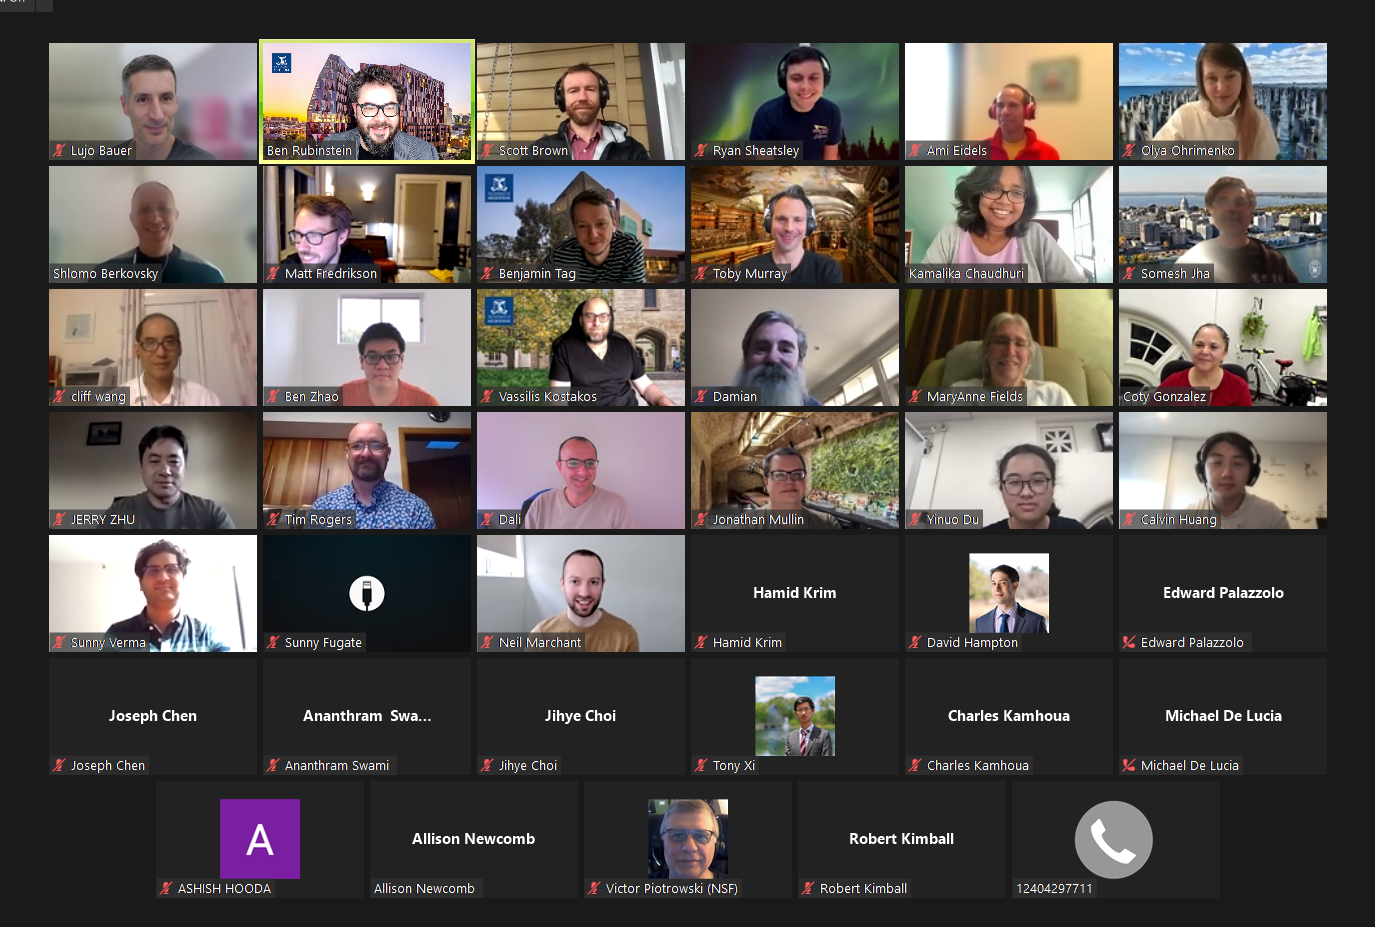 Lujo Bauer
Ben Rubinstein
Scott Brown
Ryan Sheatsley
Ami Eidels
Olya Ohrimenko
Shlomo Berkovsky
Matt Fredrikson
MELBOURNE
Benjamin Tag
Toby Murray
Kamalika Chaudhuri
Somesh Jha
cliff wang
Ben Zhao
Vassilis Kostakos
Damian
MaryAnne Fields
Coty Gonzalez
JERRY ZHU
Tim Rogers
Dali
Jonathan Mullin
Yinuo Du
Calvin Huang
Sunny Verma
Sunny Fugate
Neil Marchant
Hamid Krim
Hamid Krim
David Hampton
Edward Palazzolo
Edward Palazzolo
Joseph Chen
Joseph Chen
Ananthram Swa...
Ananthram Swami
Jihye Choi
Jihye Choi
Tony Xi
Charles Kamhoua
Charles Kamhoua
Michael De Lucia
Michael De Lucia
A
ASHISH HOODA
Allison Newcomb
Allison Newcomb
Victor Piotrowski (NSF)
Robert Kimball
Robert Kimball
12404297711